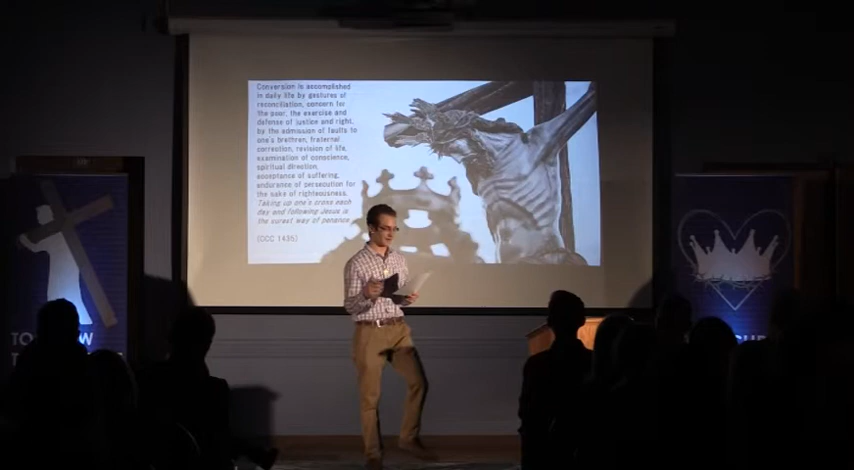 Conversion is accomplished
in daily life by gestures of
reconciliation, concern for
the poor, the exercise and
defense of justice and right,
by the admission of faults to
one's brethren, fraternal
correction, revision of life,
examination of conscience,
spiritual direction,
acceptance of suffering,
endurance of persecution for
the sake of righteousness.
Taking up one's cross each
day and following Jesus is
the surest way of penance.
(CCC 1435)